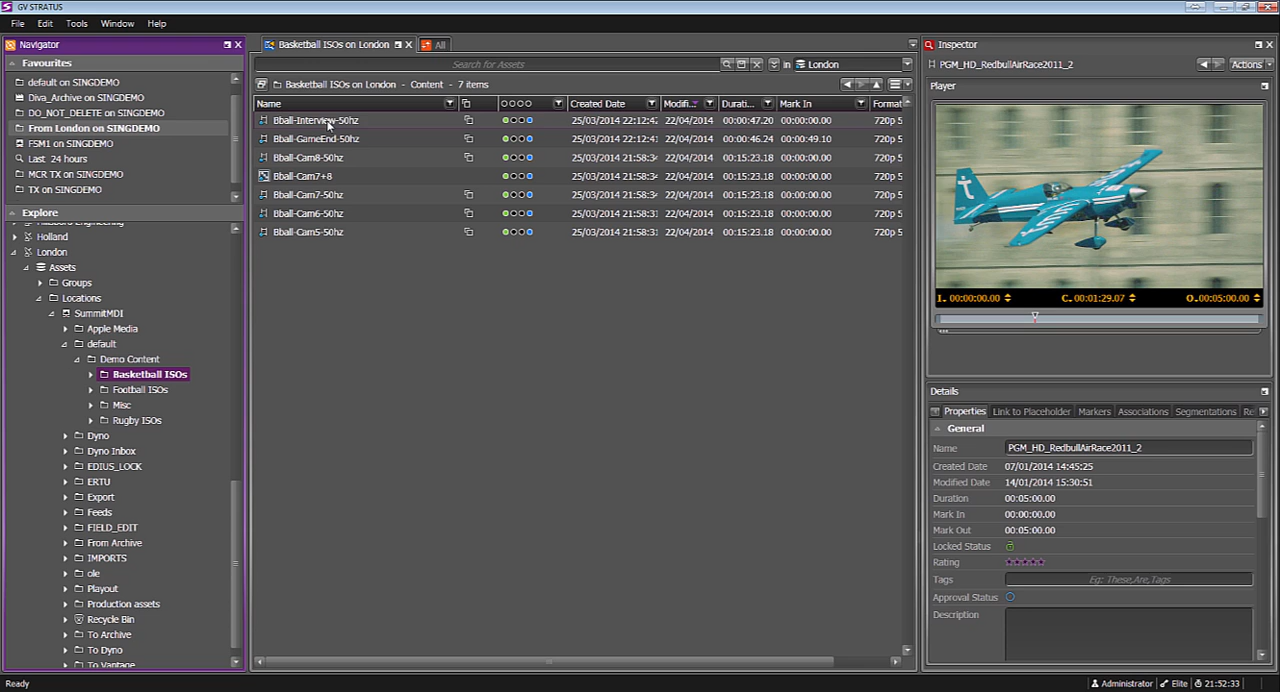 GV STRATUS
File Edit Tools Window Help
Navigator
Favourites
default on SINGDEMO
Diva_Archive on SINGDEMO
DO_NOT_DELETE on SINGDEMO
From London on SINGDEMO
FSM1 on SINGDEMO
Last 24 hours
MCR TX on SINGDEMO
TX on SINGDEMO
Explore
Holland
London
Assets
Groups
Locations
SummitMDI
Apple Media
default
Demo Content
Basketball ISOs
Football ISOs
Misc
Rugby ISOs
Dyno
Dyno Inbox
EDIUS_LOCK
ERTU
Export
Feeds
FIELD_EDIT
From Archive
IMPORTS
ole
Playout
Production assets
Recycle Bin
To Archive
To Dyno
To Vantage
Basketball ISOs on London All
Search for Assets in London
Basketball ISOs on London - Content - 7 items
Name Created Date Modifi... Durati... Mark In Format
Bball-Interview-50hz 25/03/2014 22:12:42 22/04/2014 00:00:47.20 00:00:00.00 720p 5
Bball-GameEnd-50hz 25/03/2014 22:12:41 22/04/2014 00:00:46.24 00:00:49.10 720p 5
Bball-Cam8-50hz 25/03/2014 21:58:34 22/04/2014 00:15:23.18 00:00:00.00 720p 5
Bball-Cam7+8 25/03/2014 21:58:34 22/04/2014 00:15:23.18 00:00:00.00 720p 5
Bball-Cam7-50hz 25/03/2014 21:58:34 22/04/2014 00:15:23.18 00:00:00.00 720p 5
Bball-Cam6-50hz 25/03/2014 21:58:31 22/04/2014 00:15:23.18 00:00:00.00 720p 5
Bball-Cam5-50hz 25/03/2014 21:58:31 22/04/2014 00:15:23.18 00:00:00.00 720p 5
Inspector
PGM_HD_RedbullAirRace2011_2 Actions
Player
I. 00:00:00.00 C. 00:01:29.07 O. 00:05:00.00
Details
Properties Link to Placeholder Markers Associations Segmentations Re
General
Name PGM_HD_RedbullAirRace2011_2
Created Date 07/01/2014 14:45:25
Modified Date 14/01/2014 15:30:51
Duration 00:05:00.00
Mark In 00:00:00.00
Mark Out 00:05:00.00
Locked Status
Rating
Tags Eg: These,Are,Tags
Approval Status
Description
Ready Administrator Elite 21:52:33